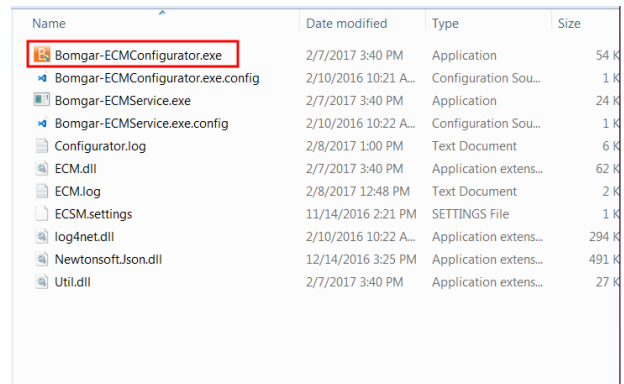 Name Date modified Type Size
Bomgar-ECMConfigurator.exe 2/7/2017 3:40 PM Application 54 K
Bomgar-ECMConfigurator.exe.config 2/10/2016 10:21 A... Configuration Sou... 1 K
Bomgar-ECMService.exe 2/7/2017 3:40 PM Application 24 K
Bomgar-ECMService.exe.config 2/10/2016 10:22 A... Configuration Sou... 1 K
Configurator.log 2/8/2017 1:00 PM Text Document 6 K
ECM.dll 2/7/2017 3:40 PM Application extens... 62 K
ECM.log 2/8/2017 12:48 PM Text Document 2 K
ECSM.settings 11/14/2016 2:21 PM SETTINGS File 1 K
log4net.dll 2/10/2016 10:22 A... Application extens... 294 K
Newtonsoft.Json.dll 12/14/2016 3:25 PM Application extens... 491 K
Util.dll 2/7/2017 3:40 PM Application extens... 27 K